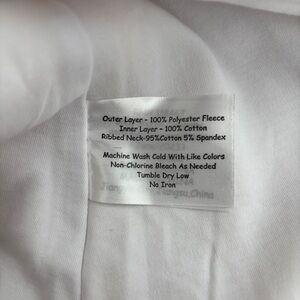 Outer Layer - 100% Polyester Fleece
Inner Layer - 100% Cotton
Ribbed Neck-95%Cotton 5% Spandex
Machine Wash Cold With Like Colors
Non-Chlorine Bleach As Needed
Tumble Dry Low
No Iron